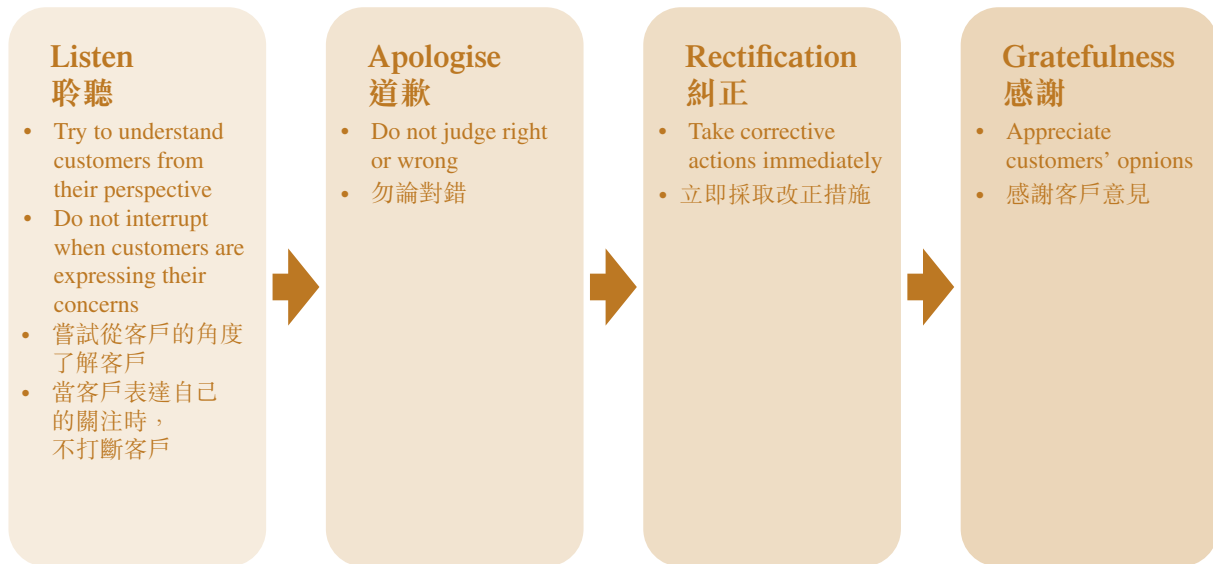 Listen
聆聽
• Try to understand
customers from
their perspective
• Do not interrupt
when customers are
expressing their
concerns
• 嘗試從客戶的角度
了解客戶
• 當客戶表達自己
的關注時，
不打斷客戶
Apologise
道歉
• Do not judge right
or wrong
• 勿論對錯
Rectification
糾正
• Take corrective
actions immediately
• 立即採取改正措施
Gratefulness
感謝
• Appreciate
customers’ opnions
• 感謝客戶意見